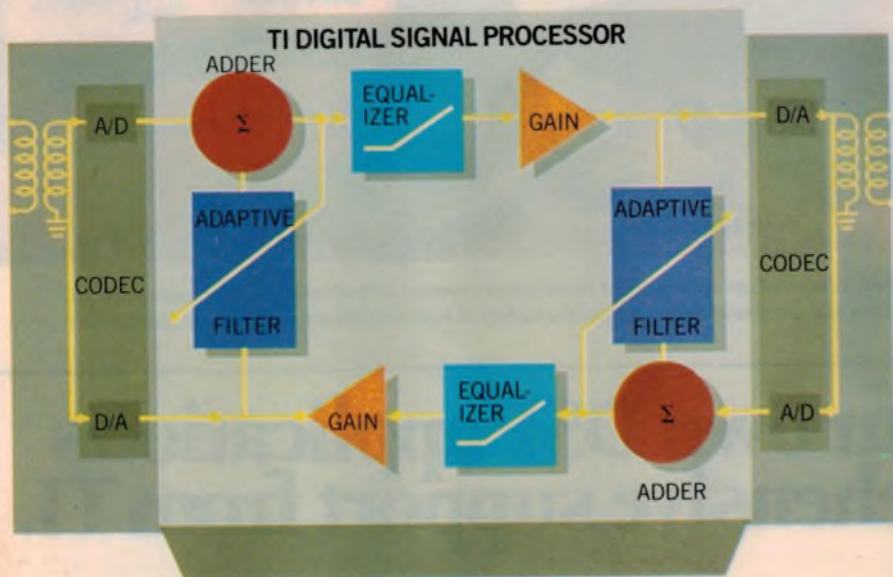 TI DIGITAL SIGNAL PROCESSOR
ADDER
A/D
Σ
EQUAL-
IZER
GAIN
D/A
ADAPTIVE
FILTER
CODEC
ADAPTIVE
FILTER
CODEC
D/A
GAIN
EQUAL-
IZER
Σ
A/D
ADDER